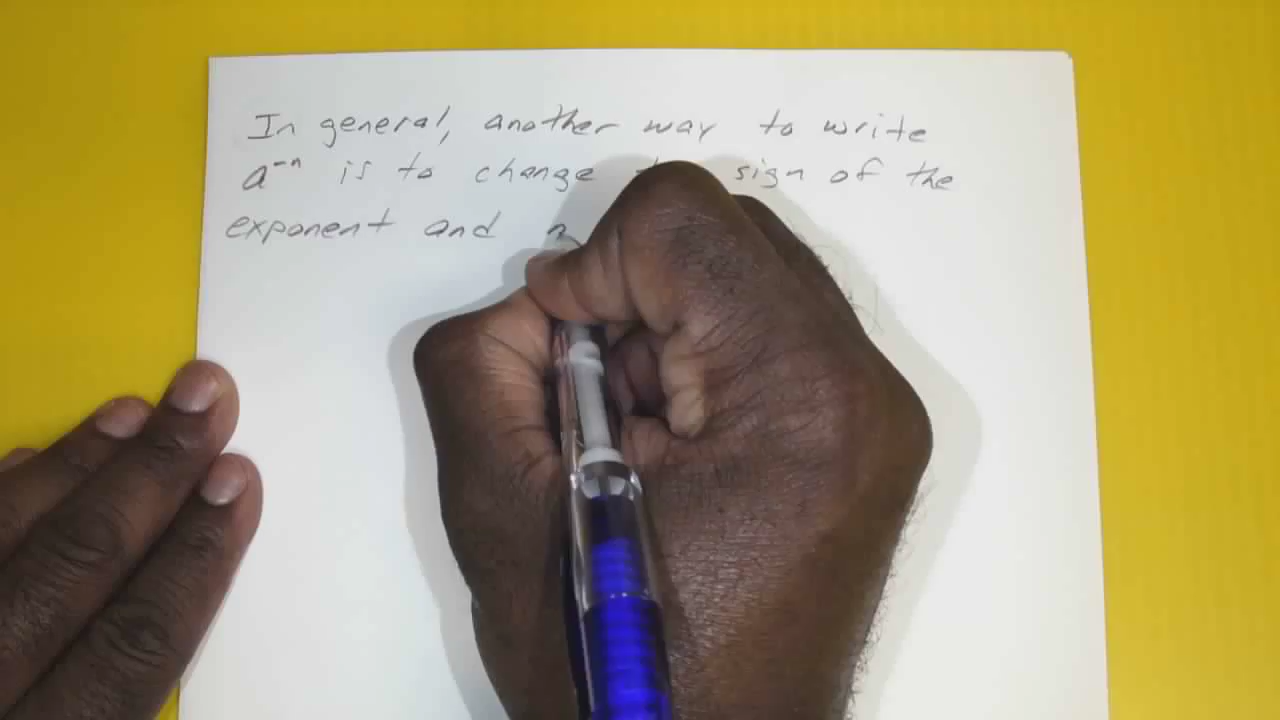 In general, another way to write
a⁻ⁿ is to change sign of the
exponent and